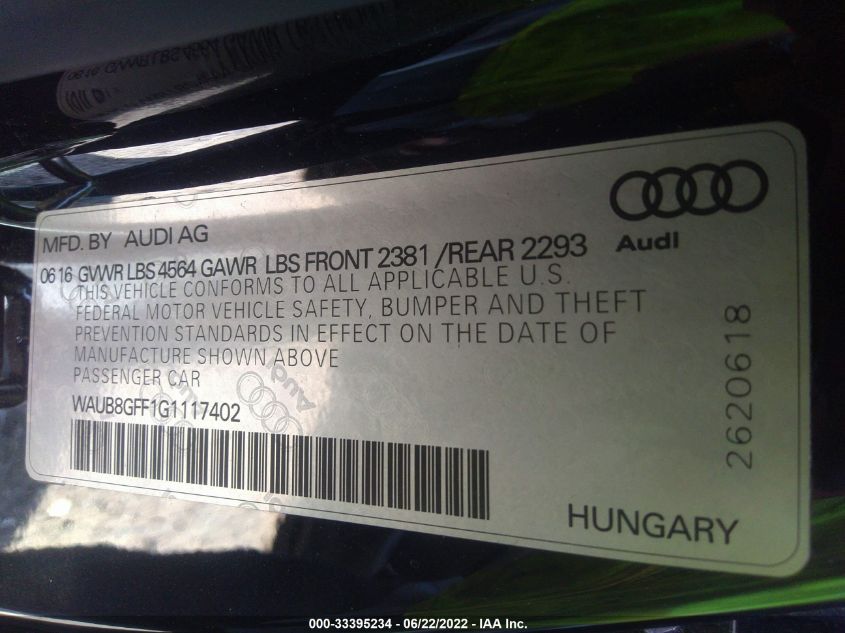 MFD. BY AUDI AG
0616 GVWR LBS 4564 GAWR LBS FRONT 2381 /REAR 2293
THIS VEHICLE CONFORMS TO ALL APPLICABLE U.S.
FEDERAL MOTOR VEHICLE SAFETY, BUMPER AND THEFT
PREVENTION STANDARDS IN EFFECT ON THE DATE OF
MANUFACTURE SHOWN ABOVE
PASSENGER CAR
WAUB8GFF1G1117402
Audi
2620618
HUNGARY
Audi
000-33395234 - 06/22/2022 - IAA Inc.